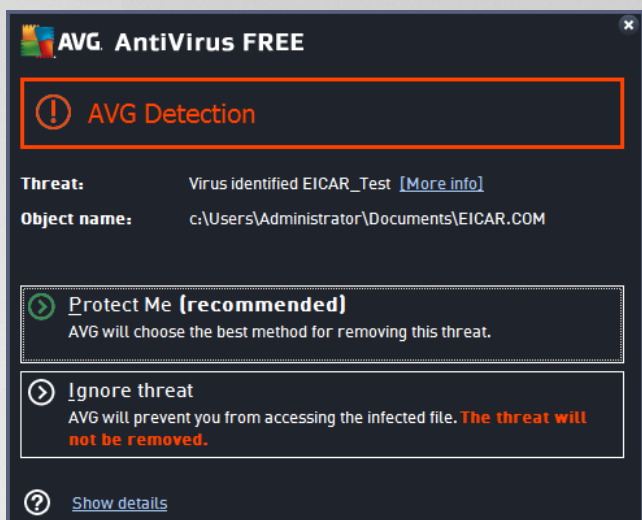 AVG. AntiVirus FREE
AVG Detection
Threat: Virus identified EICAR_Test [More info]
Object name: c:\Users\Administrator\Documents\EICAR.COM
Protect Me (recommended)
AVG will choose the best method for removing this threat.
Ignore threat
AVG will prevent you from accessing the infected file. The threat will
not be removed.
Show details